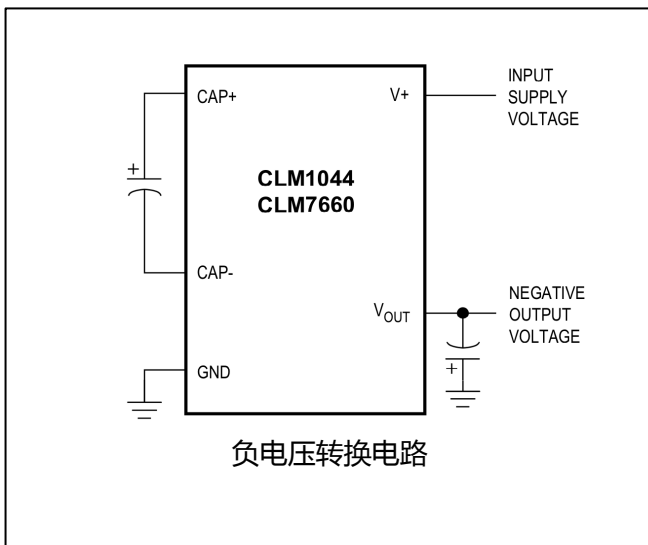 CAP+
V+
INPUT
SUPPLY
VOLTAGE
+
CLM1044
CLM7660
CAP-
VOUT
NEGATIVE
OUTPUT
VOLTAGE
+
GND
负电压转换电路